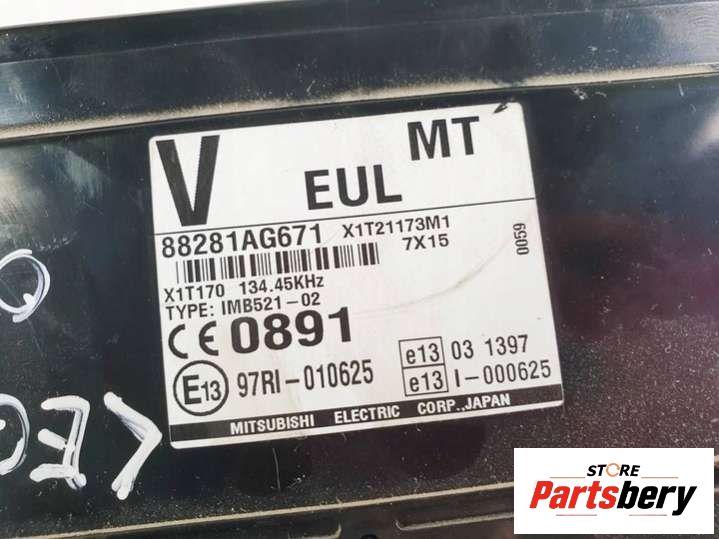 V MT
EUL
88281AG671 X1T21173M1
7X15
0059
X1T170 134.45KHz
TYPE: IMB521-02
CE 0891
E13 97RI-010625
e13 03 1397
e13 I-000625
MITSUBISHI ELECTRIC CORP.,JAPAN
STORE
Partsbery